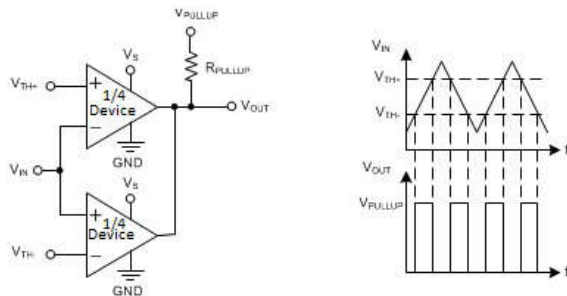 VPULLUP
VS
RPULLUP
VTH+
+
1/4
Device
−
VOUT
GND
VIN
VS
+
1/4
Device
VTH-
−
GND
VIN
VTH+
VTH-
t
VOUT
VPULLUP
t